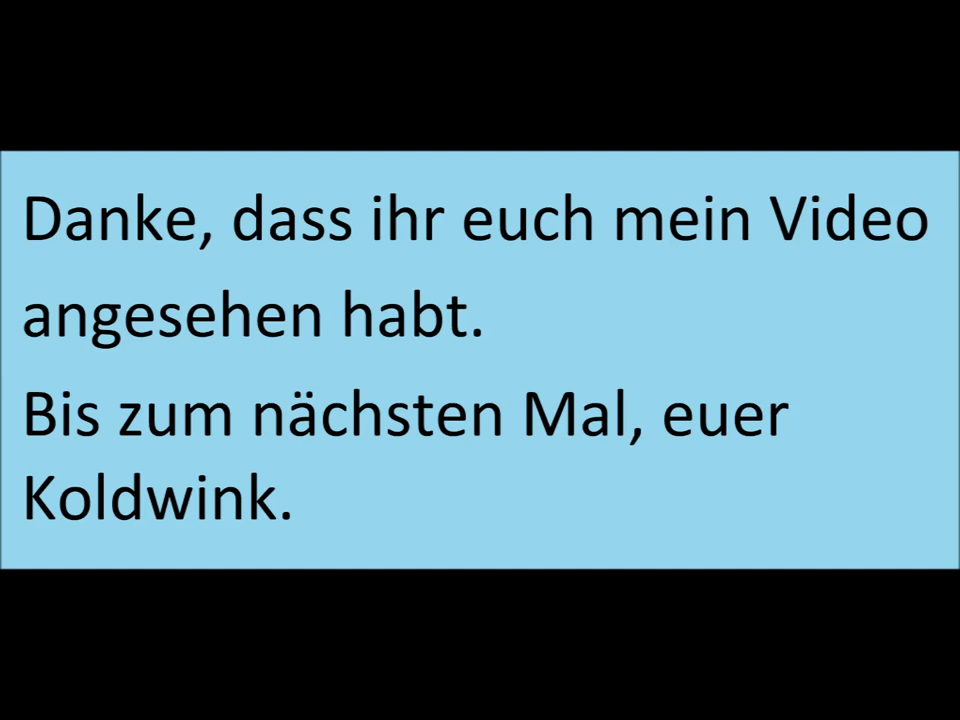 Danke, dass ihr euch mein Video
angesehen habt.
Bis zum nächsten Mal, euer
Koldwink.